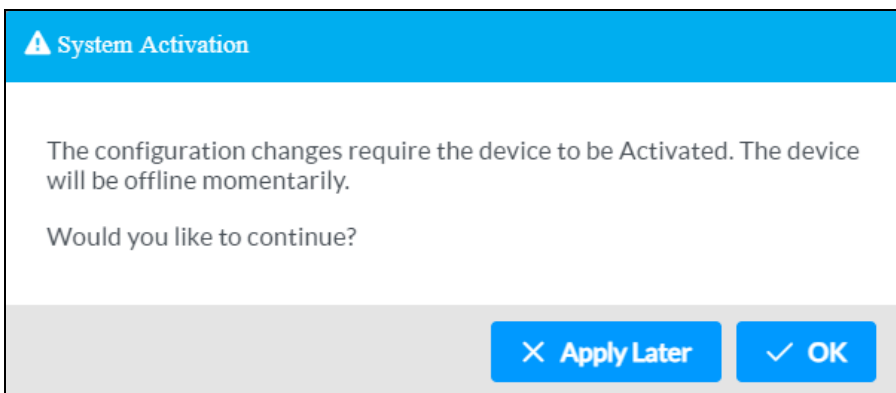 System Activation
The configuration changes require the device to be Activated. The device
will be offline momentarily.
Would you like to continue?
Apply Later
OK